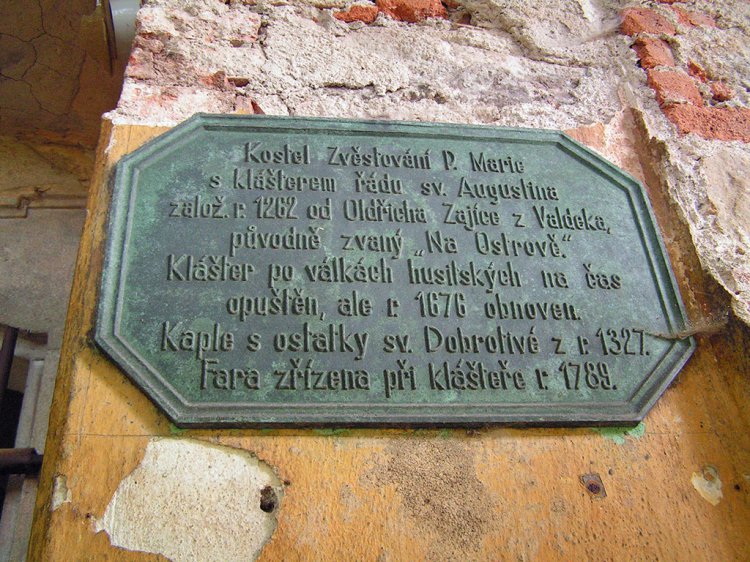 Kostel Zvěstování P. Marie
s klášterem řádu sv. Augustina
založ. r. 1262 od Oldřicha Zajíce z Valdeka,
původně zvaný „Na Ostrově.“
Klášter po válkách husitských na čas
opuštěn, ale r. 1676 obnoven.
Kaple s ostatky sv. Dobrotivé z r. 1327.
Fara zřízena při klášteře r. 1789.